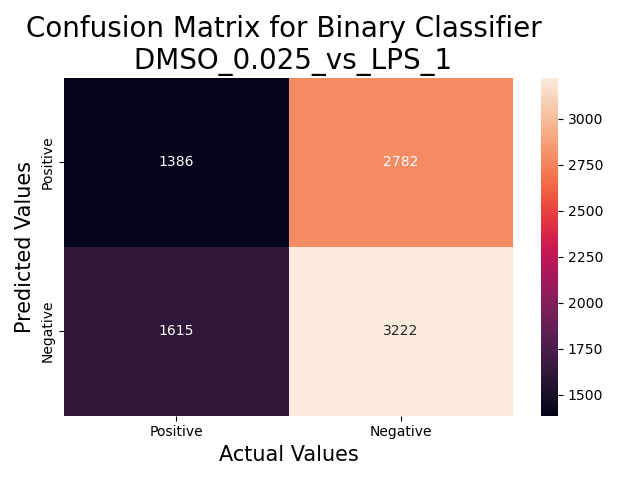 Confusion Matrix for Binary Classifier
DMSO_0.025_vs_LPS_1
Predicted Values
Positive
Negative
1386
2782
1615
3222
Positive
Negative
Actual Values
3000
2750
2500
2250
2000
1750
1500